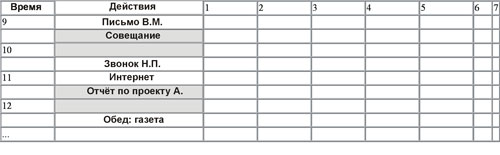 Время Действия 1 2 3 4 5 6 7
9 Письмо В.М.
Совещание
10
Звонок Н.П.
11 Интернет
Отчёт по проекту А.
12
Обед: газета
...